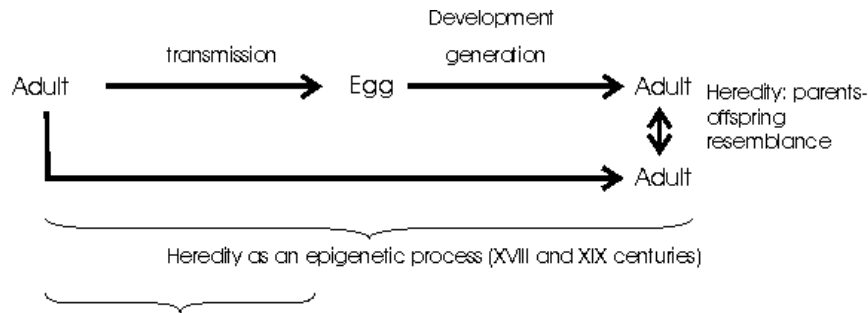 Development
transmission
generation
Adult
Egg
Adult
Heredity: parents-
offspring
resemblance
Adult
Heredity as an epigenetic process (XVIII and XIX centuries)